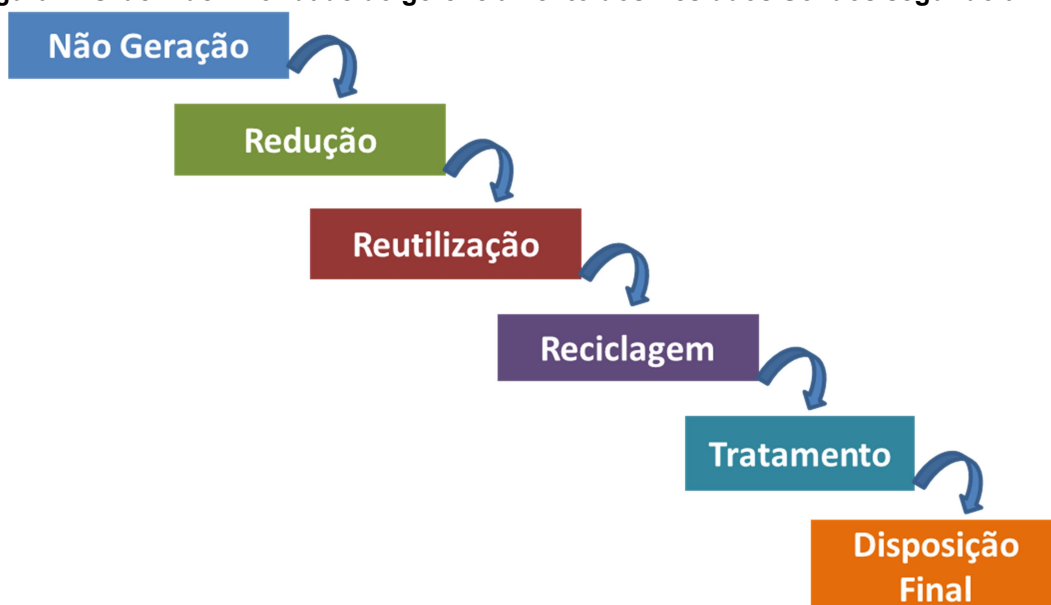 Não Geração
Redução
Reutilização
Reciclagem
Tratamento
Disposição
Final